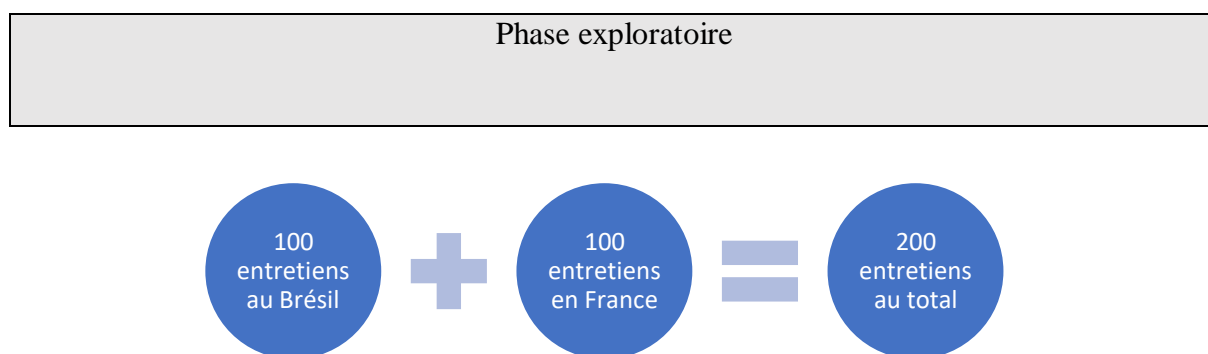 Phase exploratoire
100
entretiens
au Brésil
100
entretiens
en France
200
entretiens
au total